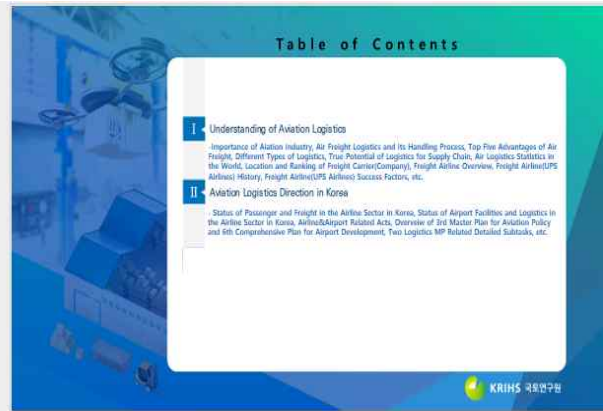 Table of Contents
I Understanding of Aviation Logistics
-Importance of Aiation Industry, Air Freight Logistics and Its Handling Process, Top Five Advantages of Air
Freight, Different Types of Logistics, True Potential of Logistics for Supply Chain, Air Logistics Statistics in
the World, Location and Ranking of Freight Carrier(Company), Freight Airline Overview, Freight Airline(UPS
Airlines) History, Freight Airline(UPS Airlines) Success Factors, etc.
II Aviation Logistics Direction in Korea
- Status of Passenger and Freight in the Airline Sector in Korea, Status of Airport Facilities and Logistics in
the Airline Sector in Korea, Airline&Airport Related Acts, Overveiw of 3rd Master Plan for Aviation Policy
and 6th Comprehensive Plan for Airport Development, Two Logistics MP Related Detailed Subtasks, etc.
KRIHS 국토연구원